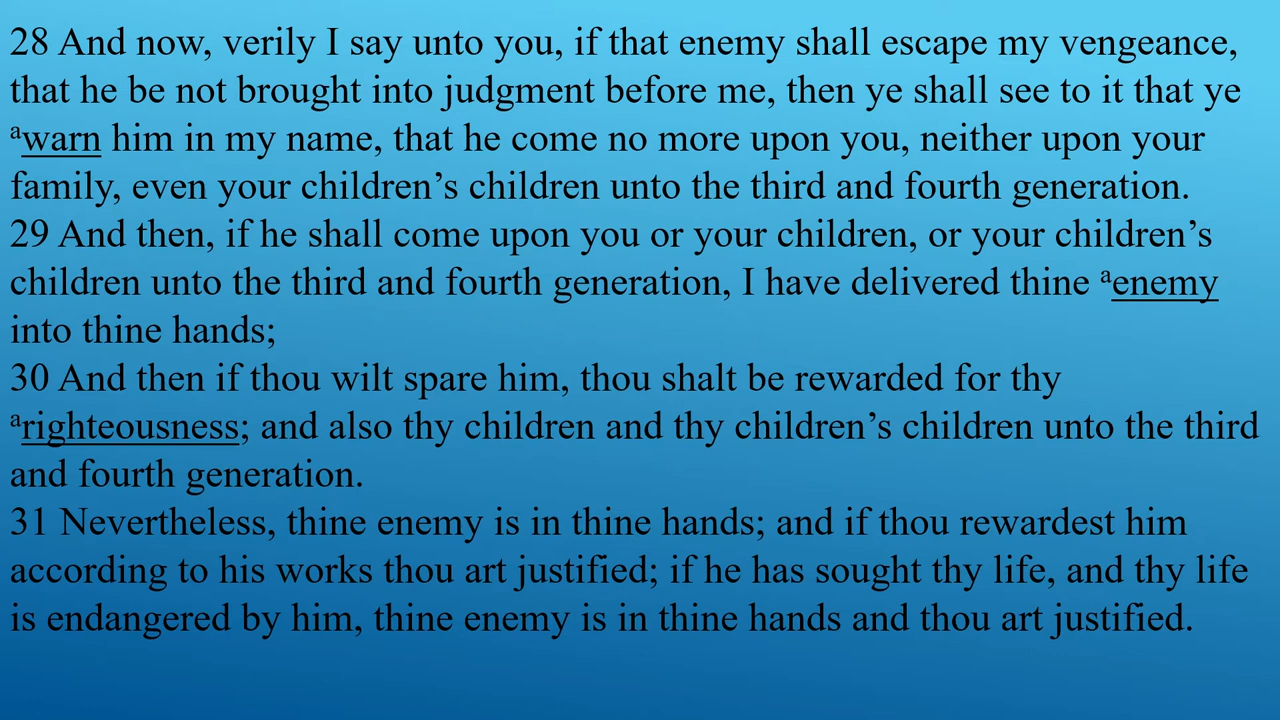 28 And now, verily I say unto you, if that enemy shall escape my vengeance,
that he be not brought into judgment before me, then ye shall see to it that ye
ᵃwarn him in my name, that he come no more upon you, neither upon your
family, even your children’s children unto the third and fourth generation.
29 And then, if he shall come upon you or your children, or your children’s
children unto the third and fourth generation, I have delivered thine ᵃenemy
into thine hands;
30 And then if thou wilt spare him, thou shalt be rewarded for thy
ᵃrighteousness; and also thy children and thy children’s children unto the third
and fourth generation.
31 Nevertheless, thine enemy is in thine hands; and if thou rewardest him
according to his works thou art justified; if he has sought thy life, and thy life
is endangered by him, thine enemy is in thine hands and thou art justified.